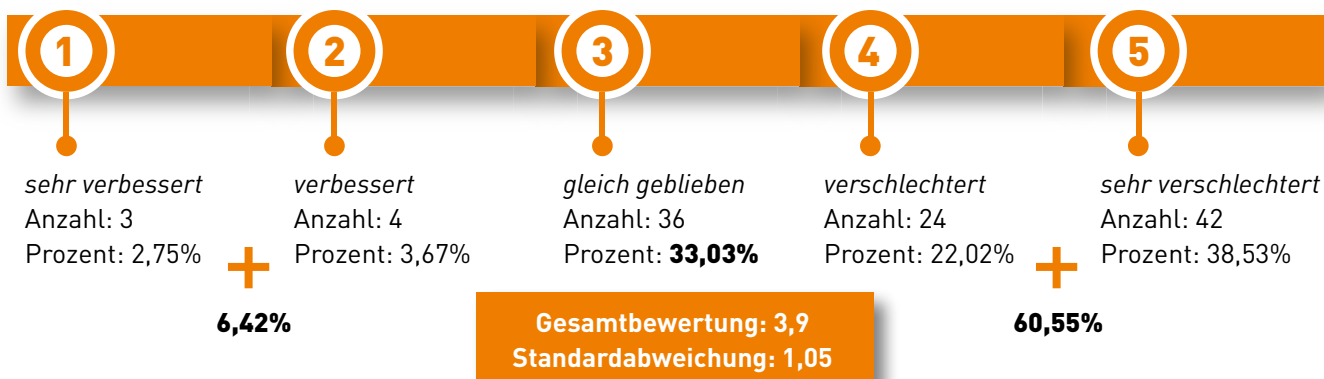 1
2
3
4
5
sehr verbessert
Anzahl: 3
Prozent: 2,75%
verbessert
Anzahl: 4
Prozent: 3,67%
gleich geblieben
Anzahl: 36
Prozent: 33,03%
verschlechtert
Anzahl: 24
Prozent: 22,02%
sehr verschlechtert
Anzahl: 42
Prozent: 38,53%
+
6,42%
+
60,55%
Gesamtbewertung: 3,9
Standardabweichung: 1,05